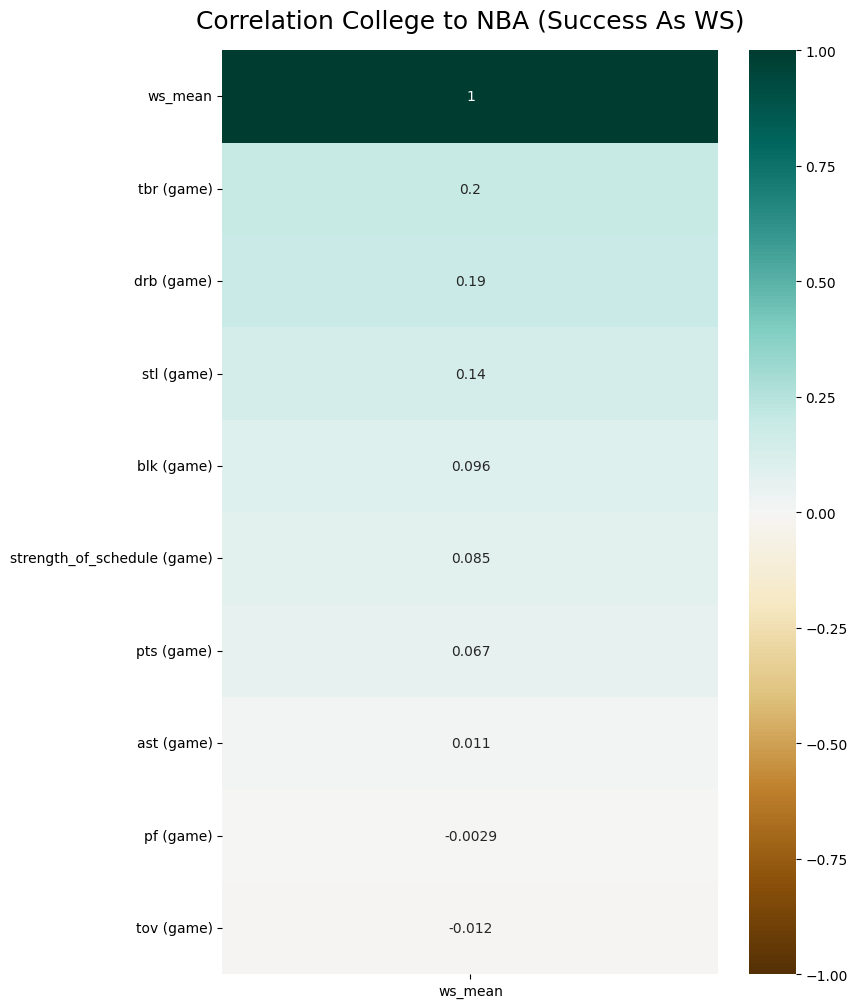 Correlation College to NBA (Success As WS)
ws_mean
1
tbr (game)
0.2
drb (game)
0.19
stl (game)
0.14
blk (game)
0.096
strength_of_schedule (game)
0.085
pts (game)
0.067
ast (game)
0.011
pf (game)
-0.0029
tov (game)
-0.012
ws_mean
1.00
0.75
0.50
0.25
0.00
−0.25
−0.50
−0.75
−1.00